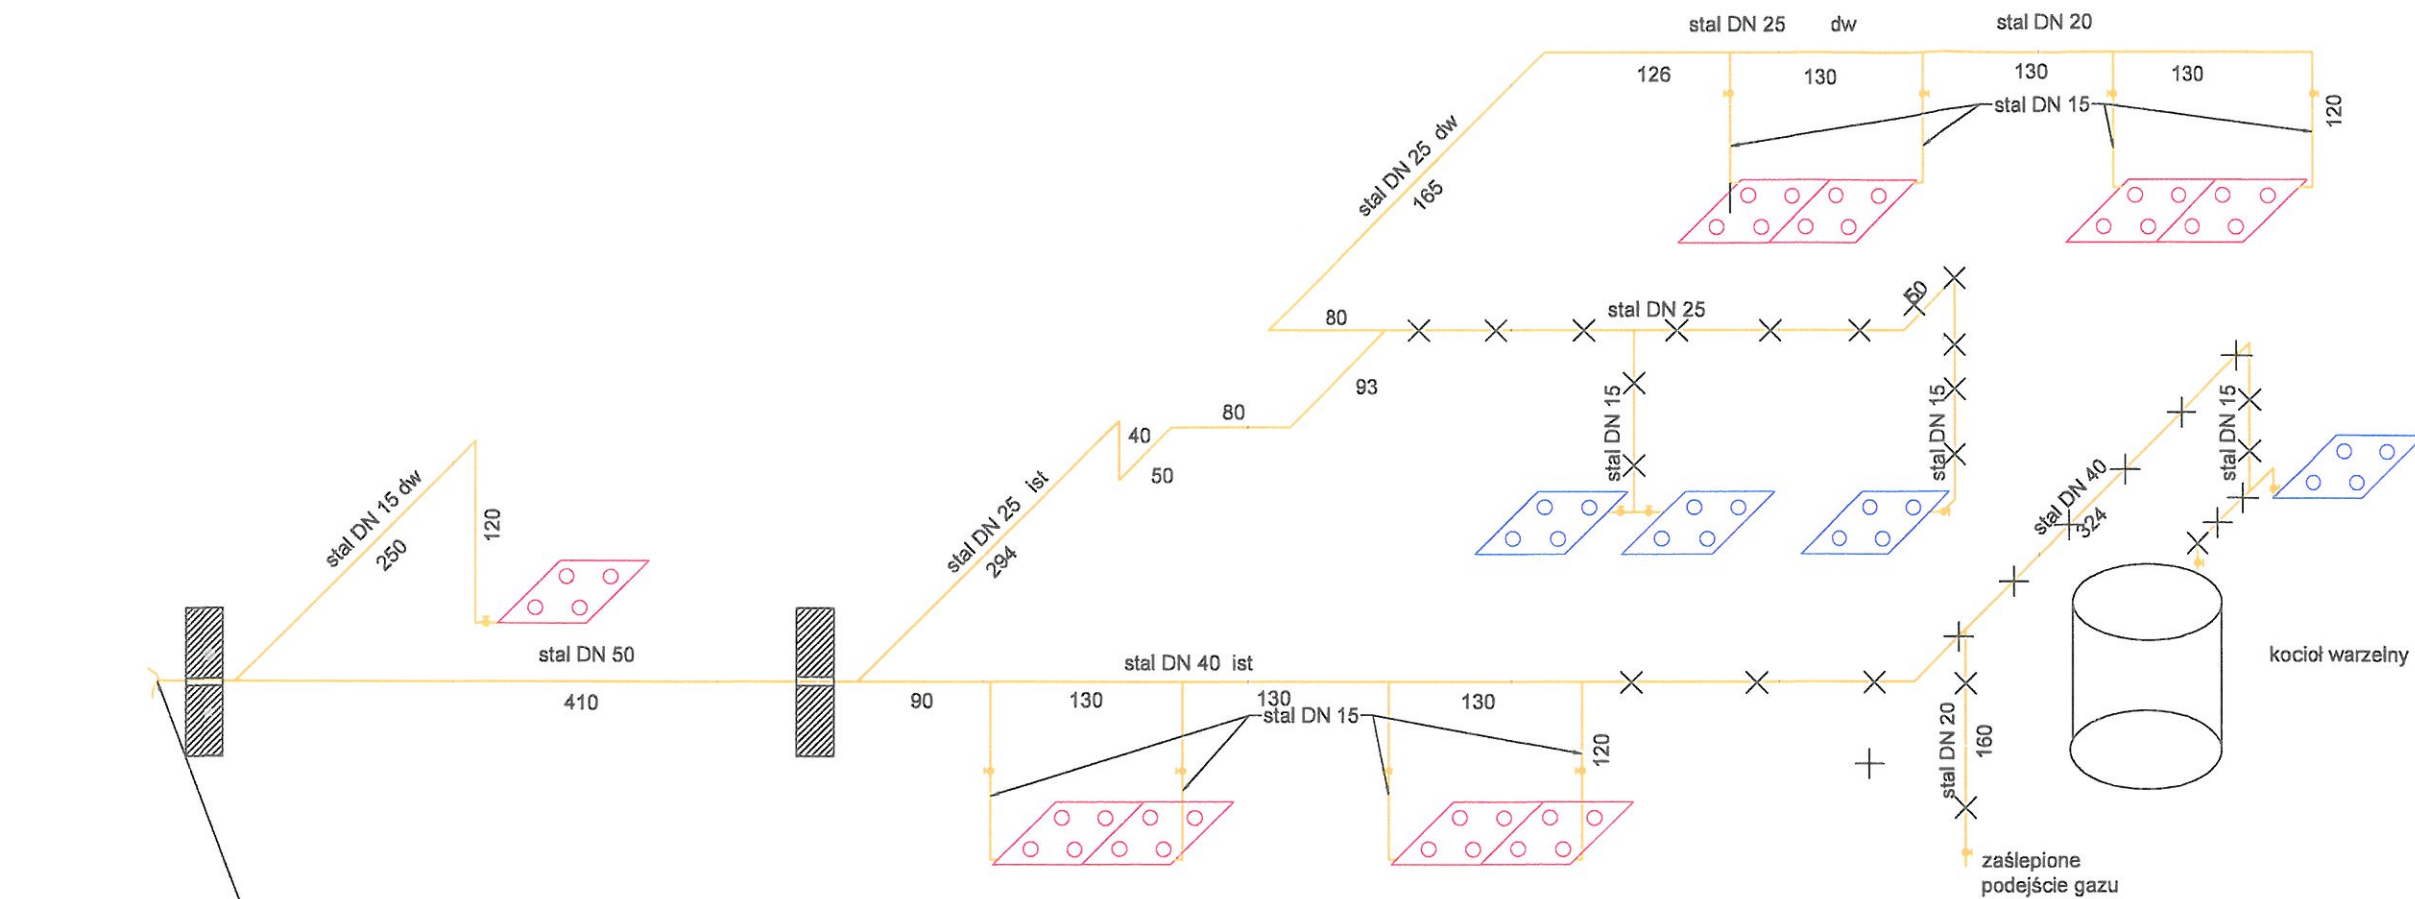 stal DN 25 dw stal DN 20
126 130 130 130
stal DN 15
120
stal DN 25 dw
165
80
stal DN 25
50
93
80
40
50
stal DN 25 ist
294
stal DN 15
stal DN 15
stal DN 15
stal DN 40
324
stal DN 15 dw
250
120
stal DN 50
410
stal DN 40 ist
90 130 130 130
stal DN 15
120
stal DN 20
160
kocioł warzelny
zaślepione
podejście gazu